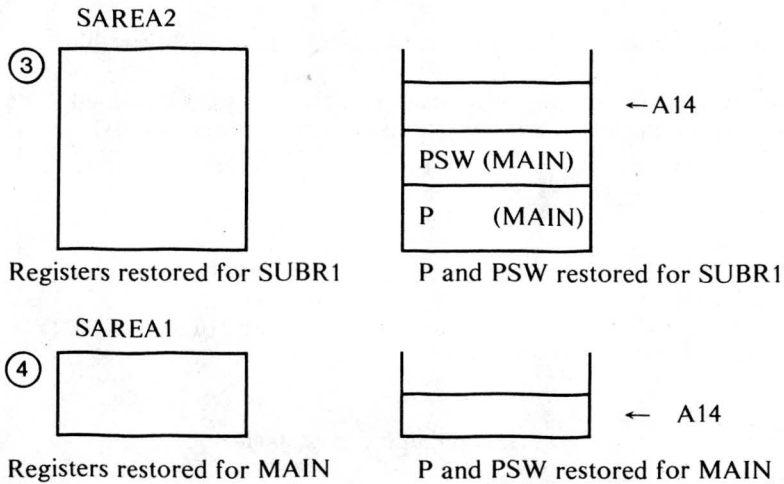 SAREA2
3
←A14
PSW (MAIN)
P (MAIN)
Registers restored for SUBR1
P and PSW restored for SUBR1
SAREA1
4
← A14
Registers restored for MAIN
P and PSW restored for MAIN